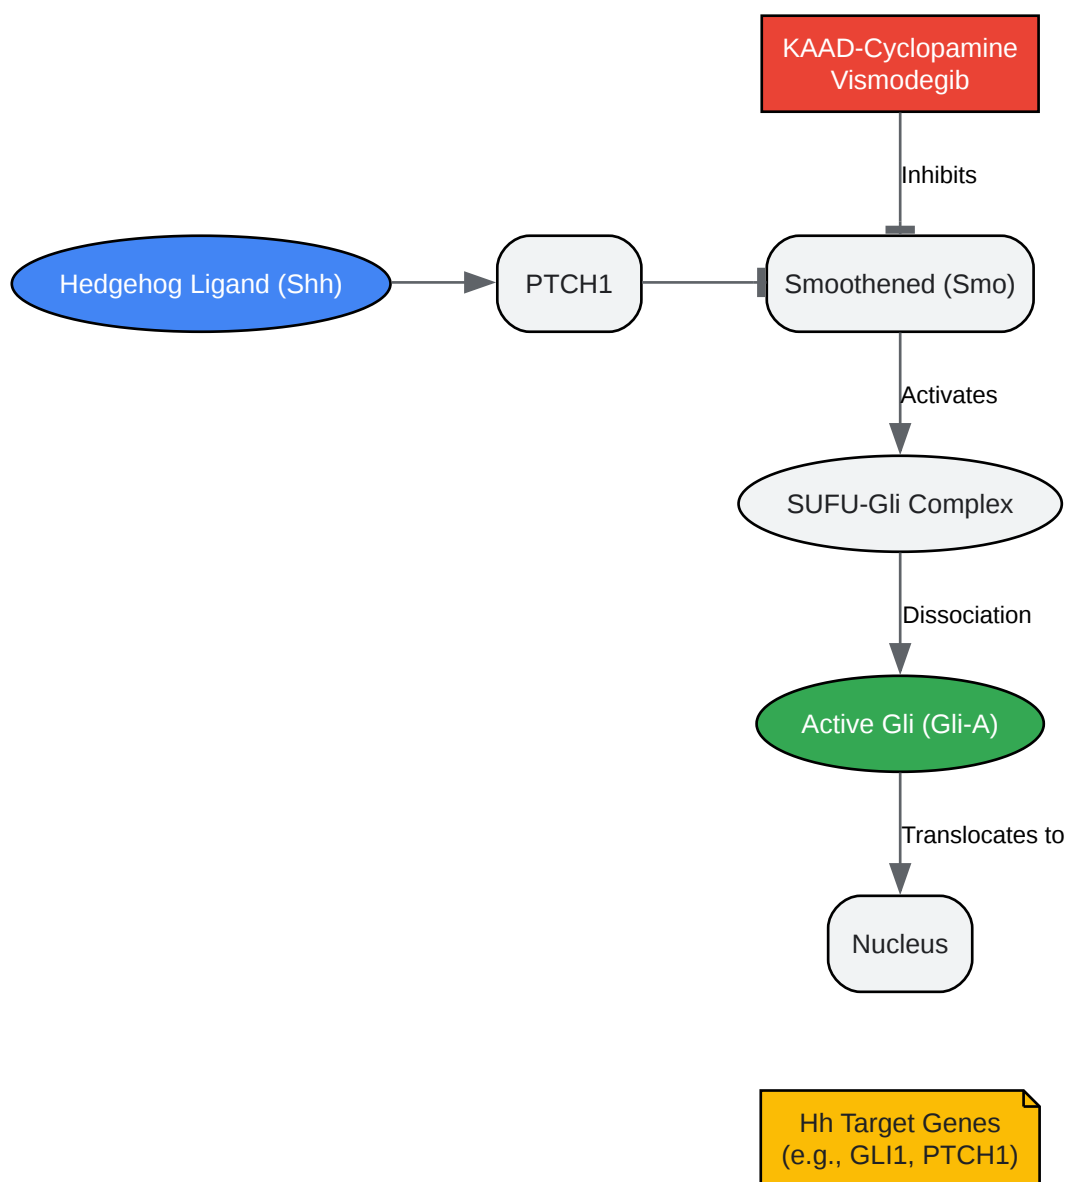 KAAD-Cyclopamine
Vismodegib
Inhibits
Hedgehog Ligand (Shh)
PTCH1
Smoothened (Smo)
Activates
SUFU-Gli Complex
Dissociation
Active Gli (Gli-A)
Translocates to
Nucleus
Hh Target Genes
(e.g., GLI1, PTCH1)